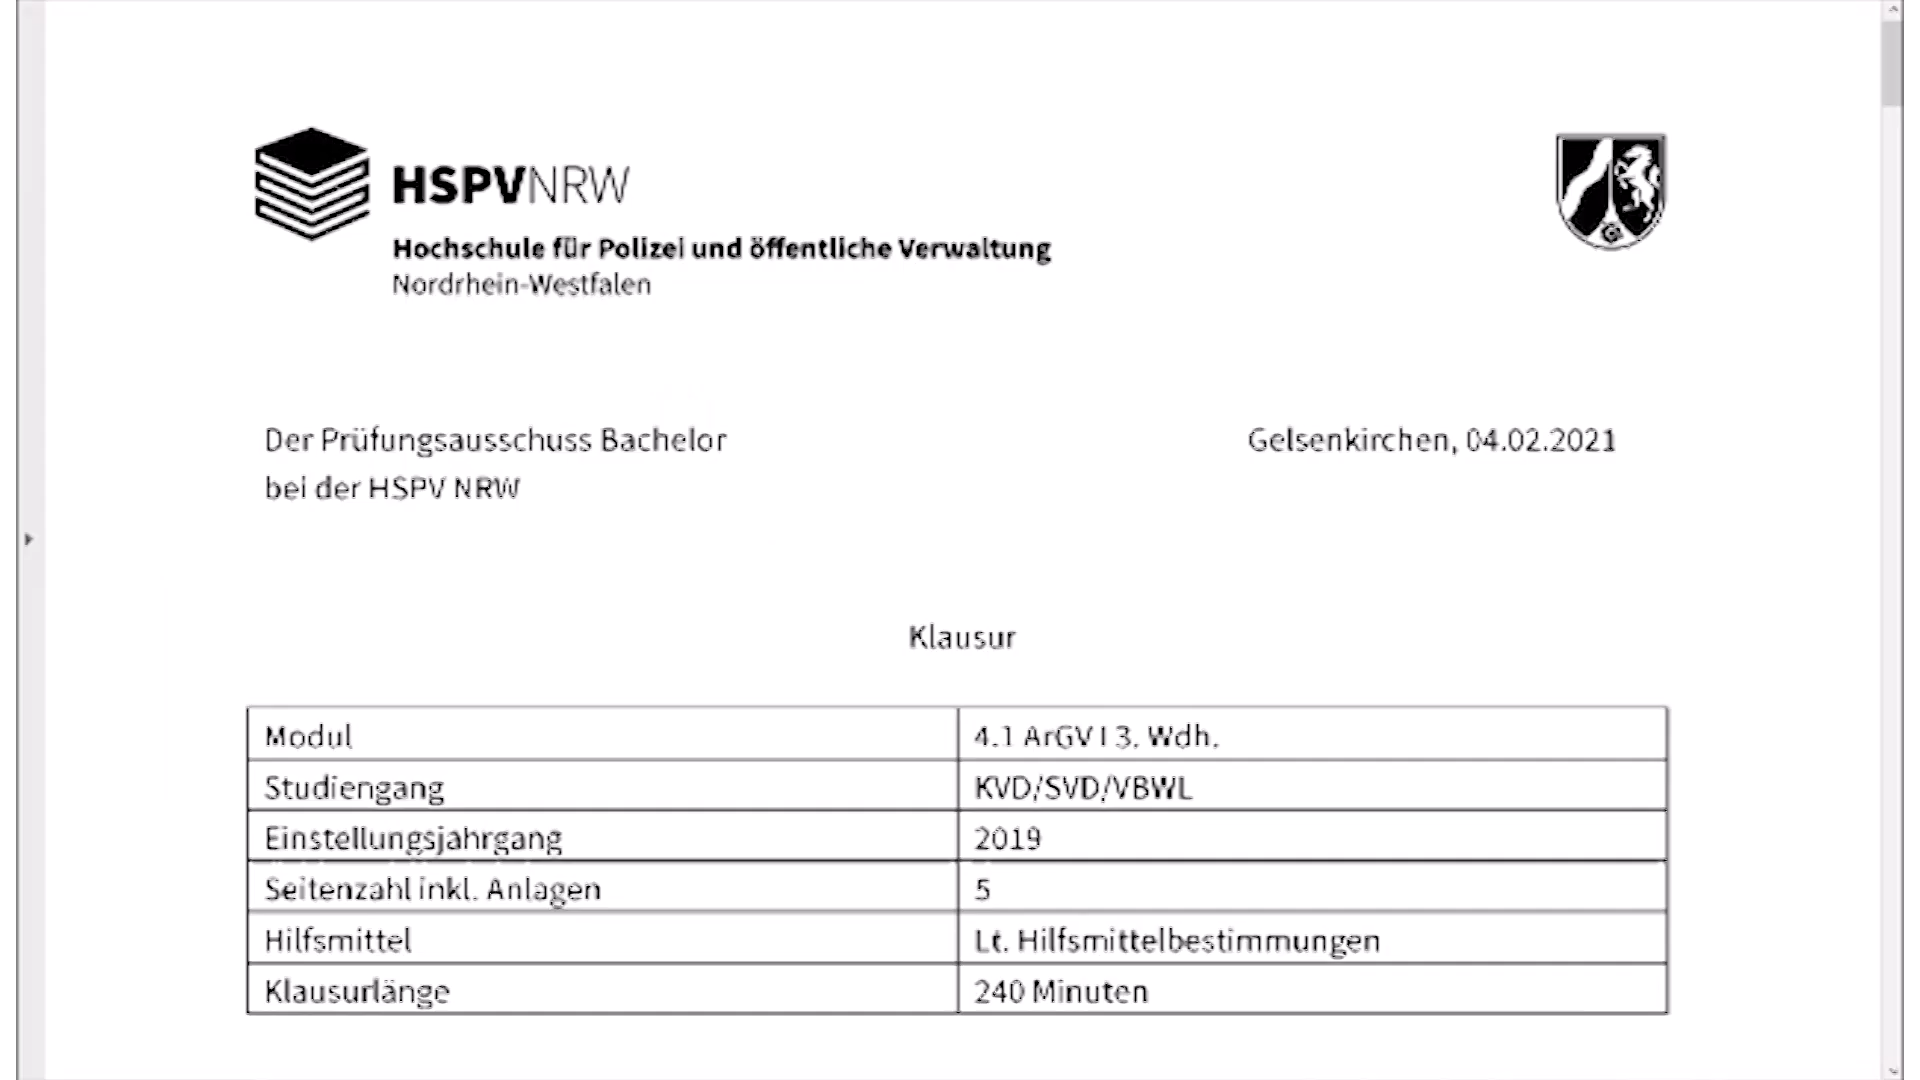 HSPVNRW
Hochschule für Polizei und öffentliche Verwaltung
Nordrhein-Westfalen
Der Prüfungsausschuss Bachelor
Gelsenkirchen, 04.02.2021
bei der HSPV NRW
Klausur
Modul 4.1 ArGV I 3. Wdh.
Studiengang KVD/SVD/VBWL
Einstellungsjahrgang 2019
Seitenzahl inkl. Anlagen 5
Hilfsmittel Lt. Hilfsmittelbestimmungen
Klausurlänge 240 Minuten